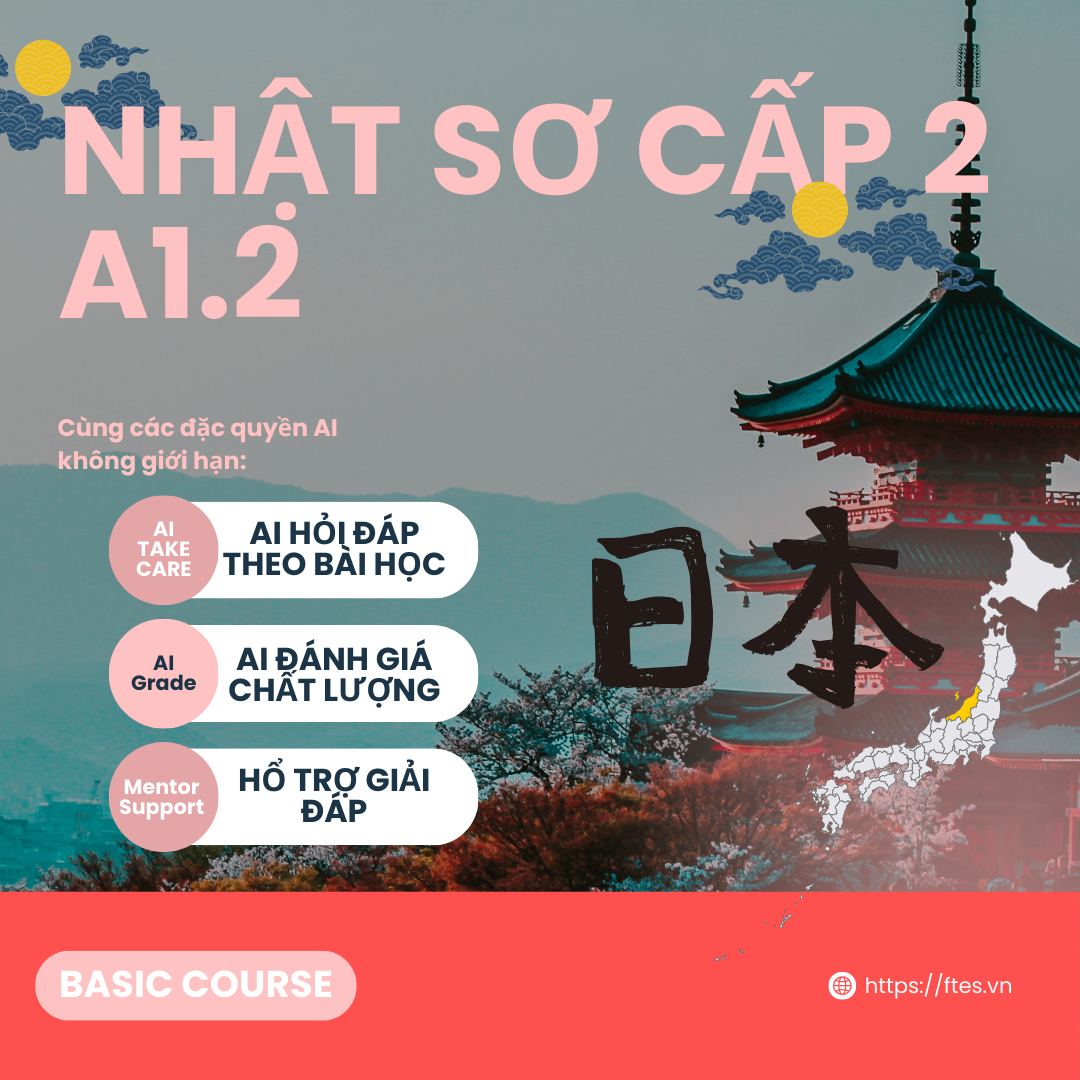 NHẬT SƠ CẤP 2
A1.2
Cùng các đặc quyền AI
không giới hạn:
AI
TAKE
CARE
AI HỎI ĐÁP
THEO BÀI HỌC
AI
Grade
AI ĐÁNH GIÁ
CHẤT LƯỢNG
Mentor
Support
HỔ TRỢ GIẢI
ĐÁP
日本
BASIC COURSE
https://ftes.vn